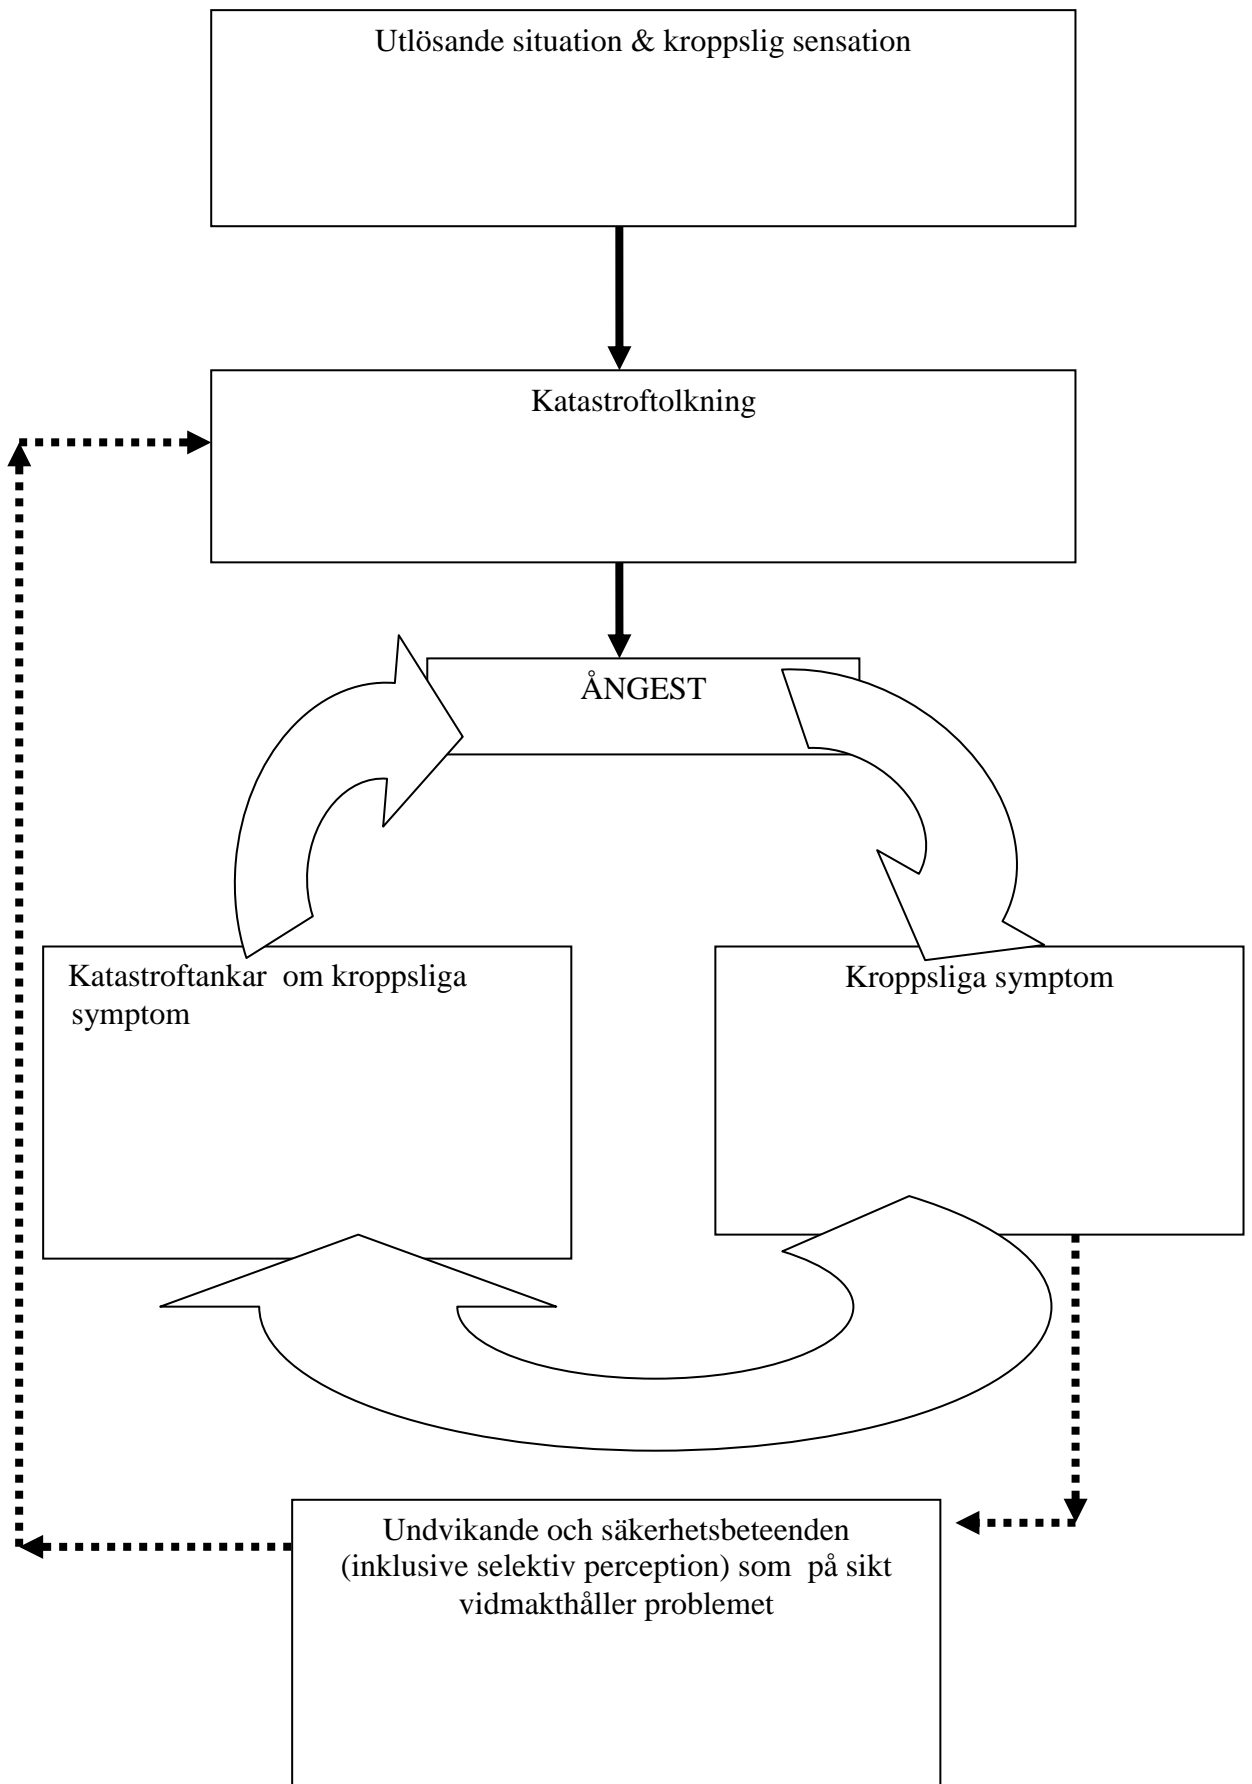 Utlösande situation & kroppslig sensation
Katastroftolkning
ÅNGEST
Katastroftankar  om kroppsliga
symptom
Kroppsliga symptom
Undvikande och säkerhetsbeteenden
(inklusive selektiv perception) som  på sikt
vidmakthåller problemet